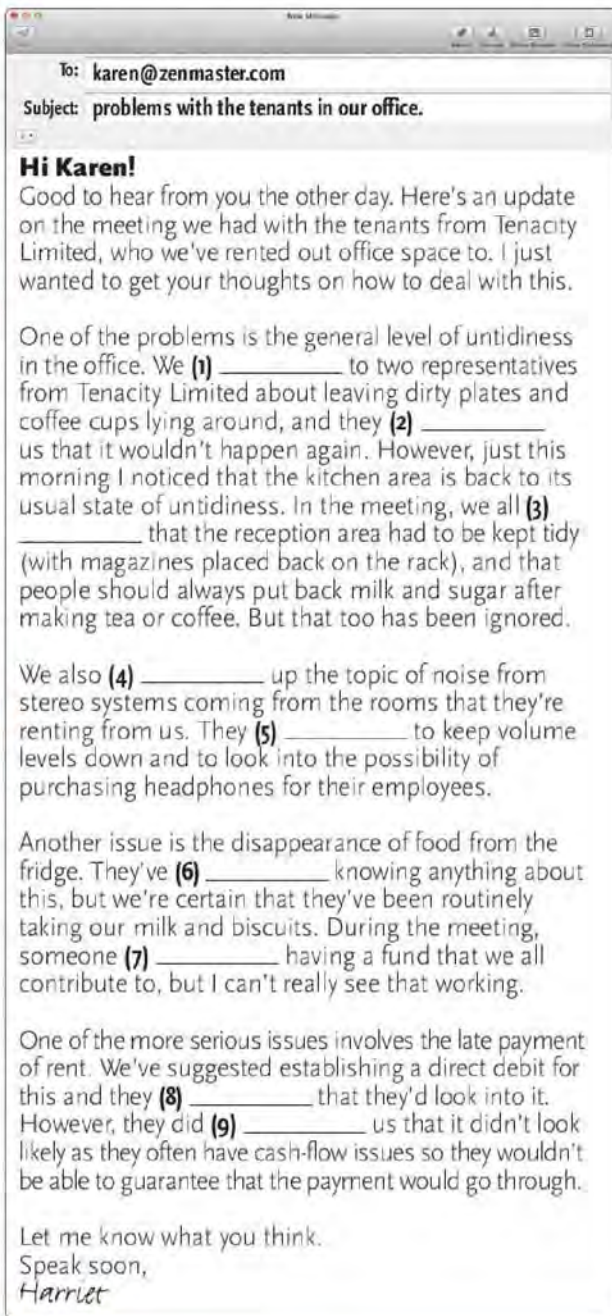 New Message
To: karen@zenmaster.com
Subject: problems with the tenants in our office.
Hi Karen!
Good to hear from you the other day. Here's an update
on the meeting we had with the tenants from Tenacity
Limited, who we've rented out office space to. I just
wanted to get your thoughts on how to deal with this.
One of the problems is the general level of untidiness
in the office. We (1) __________ to two representatives
from Tenacity Limited about leaving dirty plates and
coffee cups lying around, and they (2) __________
us that it wouldn't happen again. However, just this
morning I noticed that the kitchen area is back to its
usual state of untidiness. In the meeting, we all (3)
__________ that the reception area had to be kept tidy
(with magazines placed back on the rack), and that
people should always put back milk and sugar after
making tea or coffee. But that too has been ignored.
We also (4) __________ up the topic of noise from
stereo systems coming from the rooms that they're
renting from us. They (5) __________ to keep volume
levels down and to look into the possibility of
purchasing headphones for their employees.
Another issue is the disappearance of food from the
fridge. They've (6) __________ knowing anything about
this, but we're certain that they've been routinely
taking our milk and biscuits. During the meeting,
someone (7) __________ having a fund that we all
contribute to, but I can't really see that working.
One of the more serious issues involves the late payment
of rent. We've suggested establishing a direct debit for
this and they (8) __________ that they'd look into it.
However, they did (9) __________ us that it didn't look
likely as they often have cash-flow issues so they wouldn't
be able to guarantee that the payment would go through.
Let me know what you think.
Speak soon,
Harriet